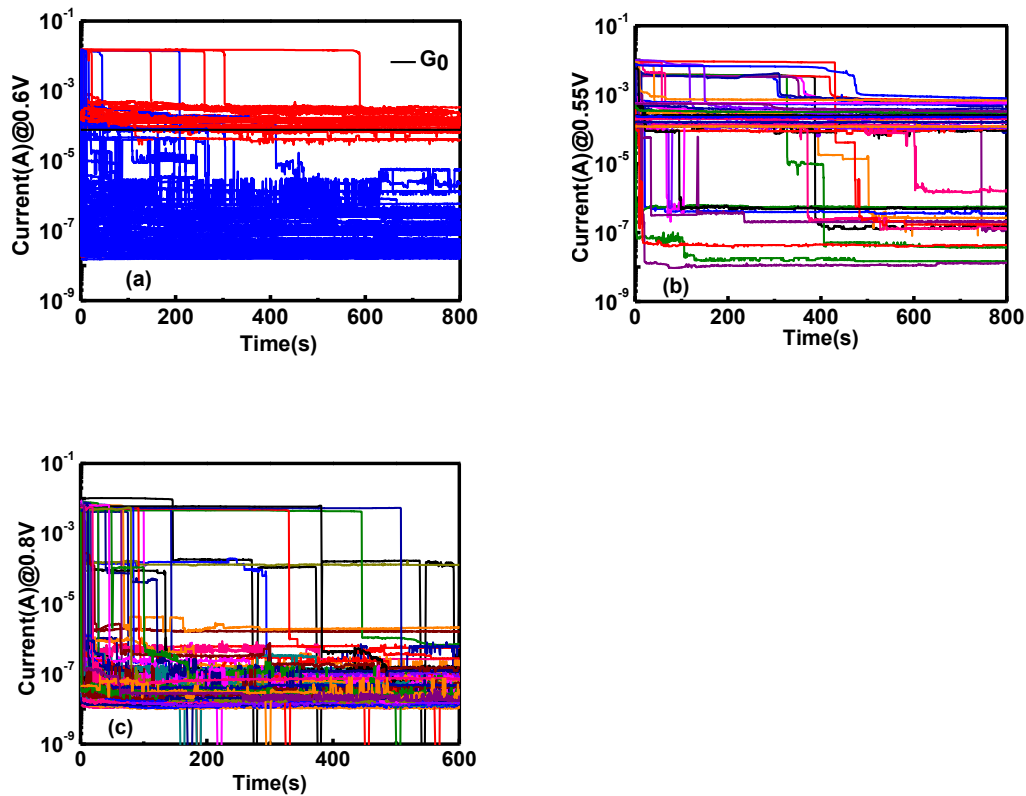 10⁻¹
10⁻³
10⁻⁵
10⁻⁷
10⁻⁹
Current(A)@0.6V
G0
(a)
0 200 400 600 800
Time(s)
10⁻¹
10⁻³
10⁻⁵
10⁻⁷
10⁻⁹
Current(A)@0.55V
(b)
0 200 400 600 800
Time(s)
10⁻¹
10⁻³
10⁻⁵
10⁻⁷
10⁻⁹
Current(A)@0.8V
(c)
0 200 400 600
Time(s)